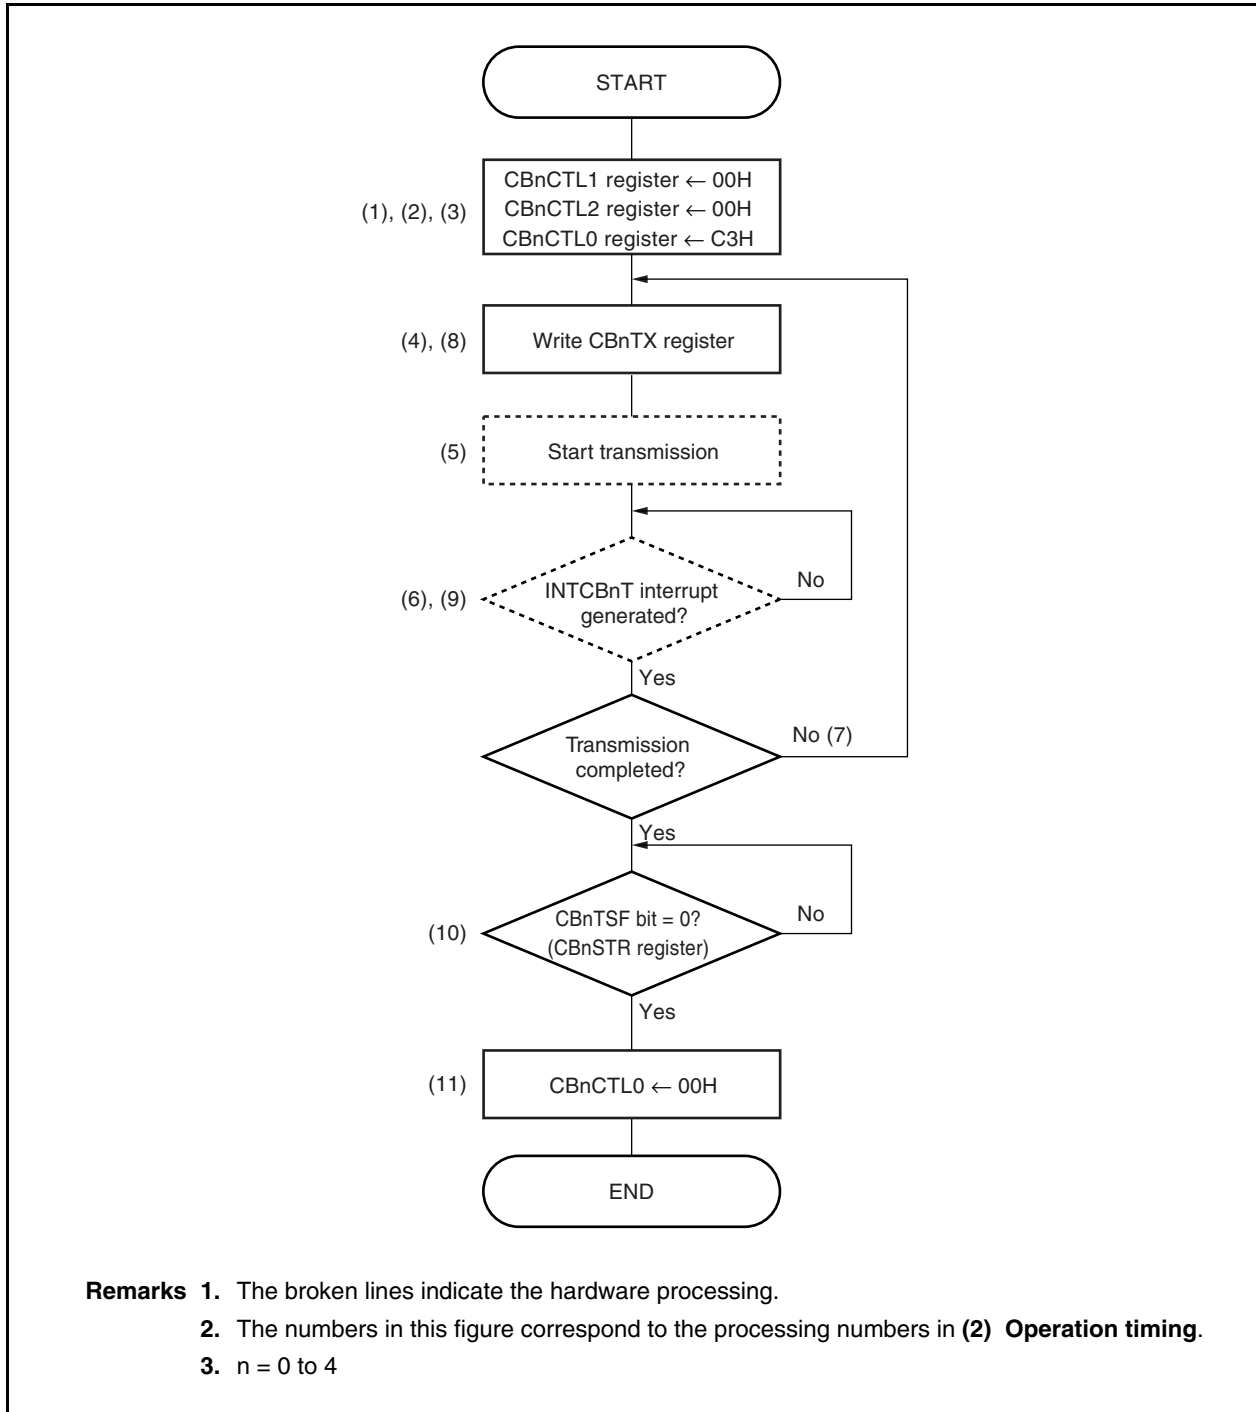 START
CBnCTL1 register ← 00H
CBnCTL2 register ← 00H
(1), (2), (3)
CBnCTL0 register ← C3H
(4), (8)
Write CBnTX register
(5)
Start transmission
INTCBnT interrupt
No
(6), (9)
generated?
Yes
Transmission
No (7)
completed?
Yes
CBnTSF bit = 0?
No
(10)
(CBnSTR register)
Yes
(11)
CBnCTL0 ← 00H
END
Remarks 1. The broken lines indicate the hardware processing.
2. The numbers in this figure correspond to the processing numbers in (2) Operation timing.
3. n = 0 to 4